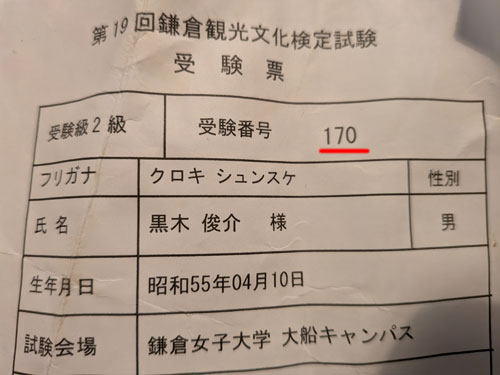 第19回鎌倉観光文化検定試験
受験票
受験級2級 受験番号 170
フリガナ クロキ シュンスケ 性別
氏名 黒木 俊介 様 男
生年月日 昭和55年04月10日
試験会場 鎌倉女子大学 大船キャンパス